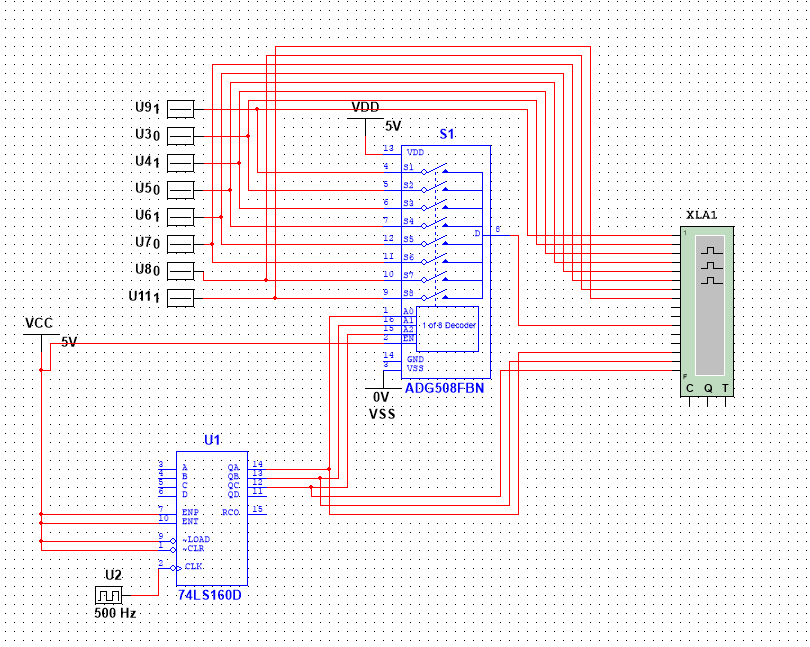 U9 1
U3 0
U4 1
U5 0
U6 1
U7 0
U8 0
U11 1
VDD
5V
S1
13 VDD
4 S1
5 S2
6 S3
7 S4
12 S5
11 S6
10 S7
9 S8
D 8
1 A0
16 A1
15 A2
2 EN
1 of 8 Decoder
14 GND
3 VSS
ADG508FBN
0V
VSS
XLA1
1
F
C Q T
VCC
5V
U1
3 A QA 14
4 B QB 13
5 C QC 12
6 D QD 11
7 ENP RCO 15
10 ENT
9 ~LOAD
1 ~CLR
2 CLK
74LS160D
U2
500 Hz